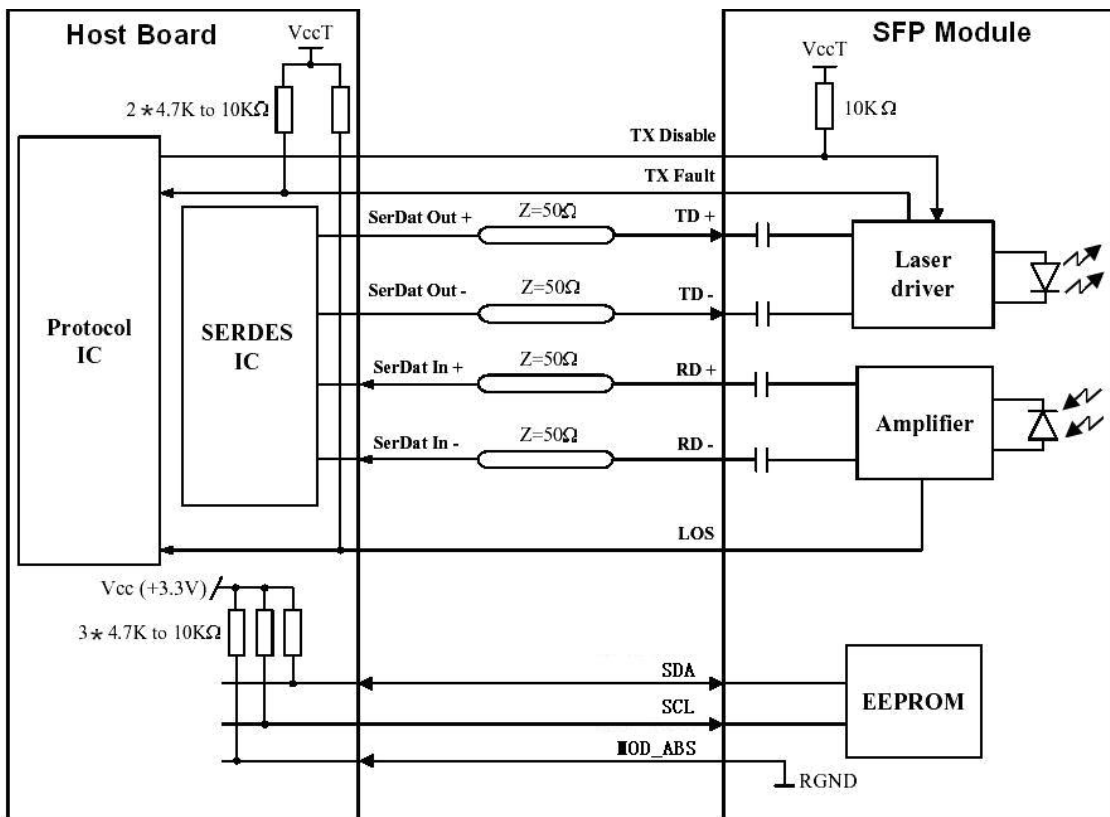 Host Board
SFP Module
VccT
VccT
2*4.7K to 10KΩ
10KΩ
TX Disable
TX Fault
SerDat Out +
Z=50Ω
TD +
Laser
driver
SerDat Out -
Z=50Ω
TD -
Protocol
IC
SERDES
IC
SerDat In +
Z=50Ω
RD +
Amplifier
SerDat In -
Z=50Ω
RD -
LOS
Vcc (+3.3V)
3*4.7K to 10KΩ
SDA
SCL
EEPROM
MOD_ABS
RGND